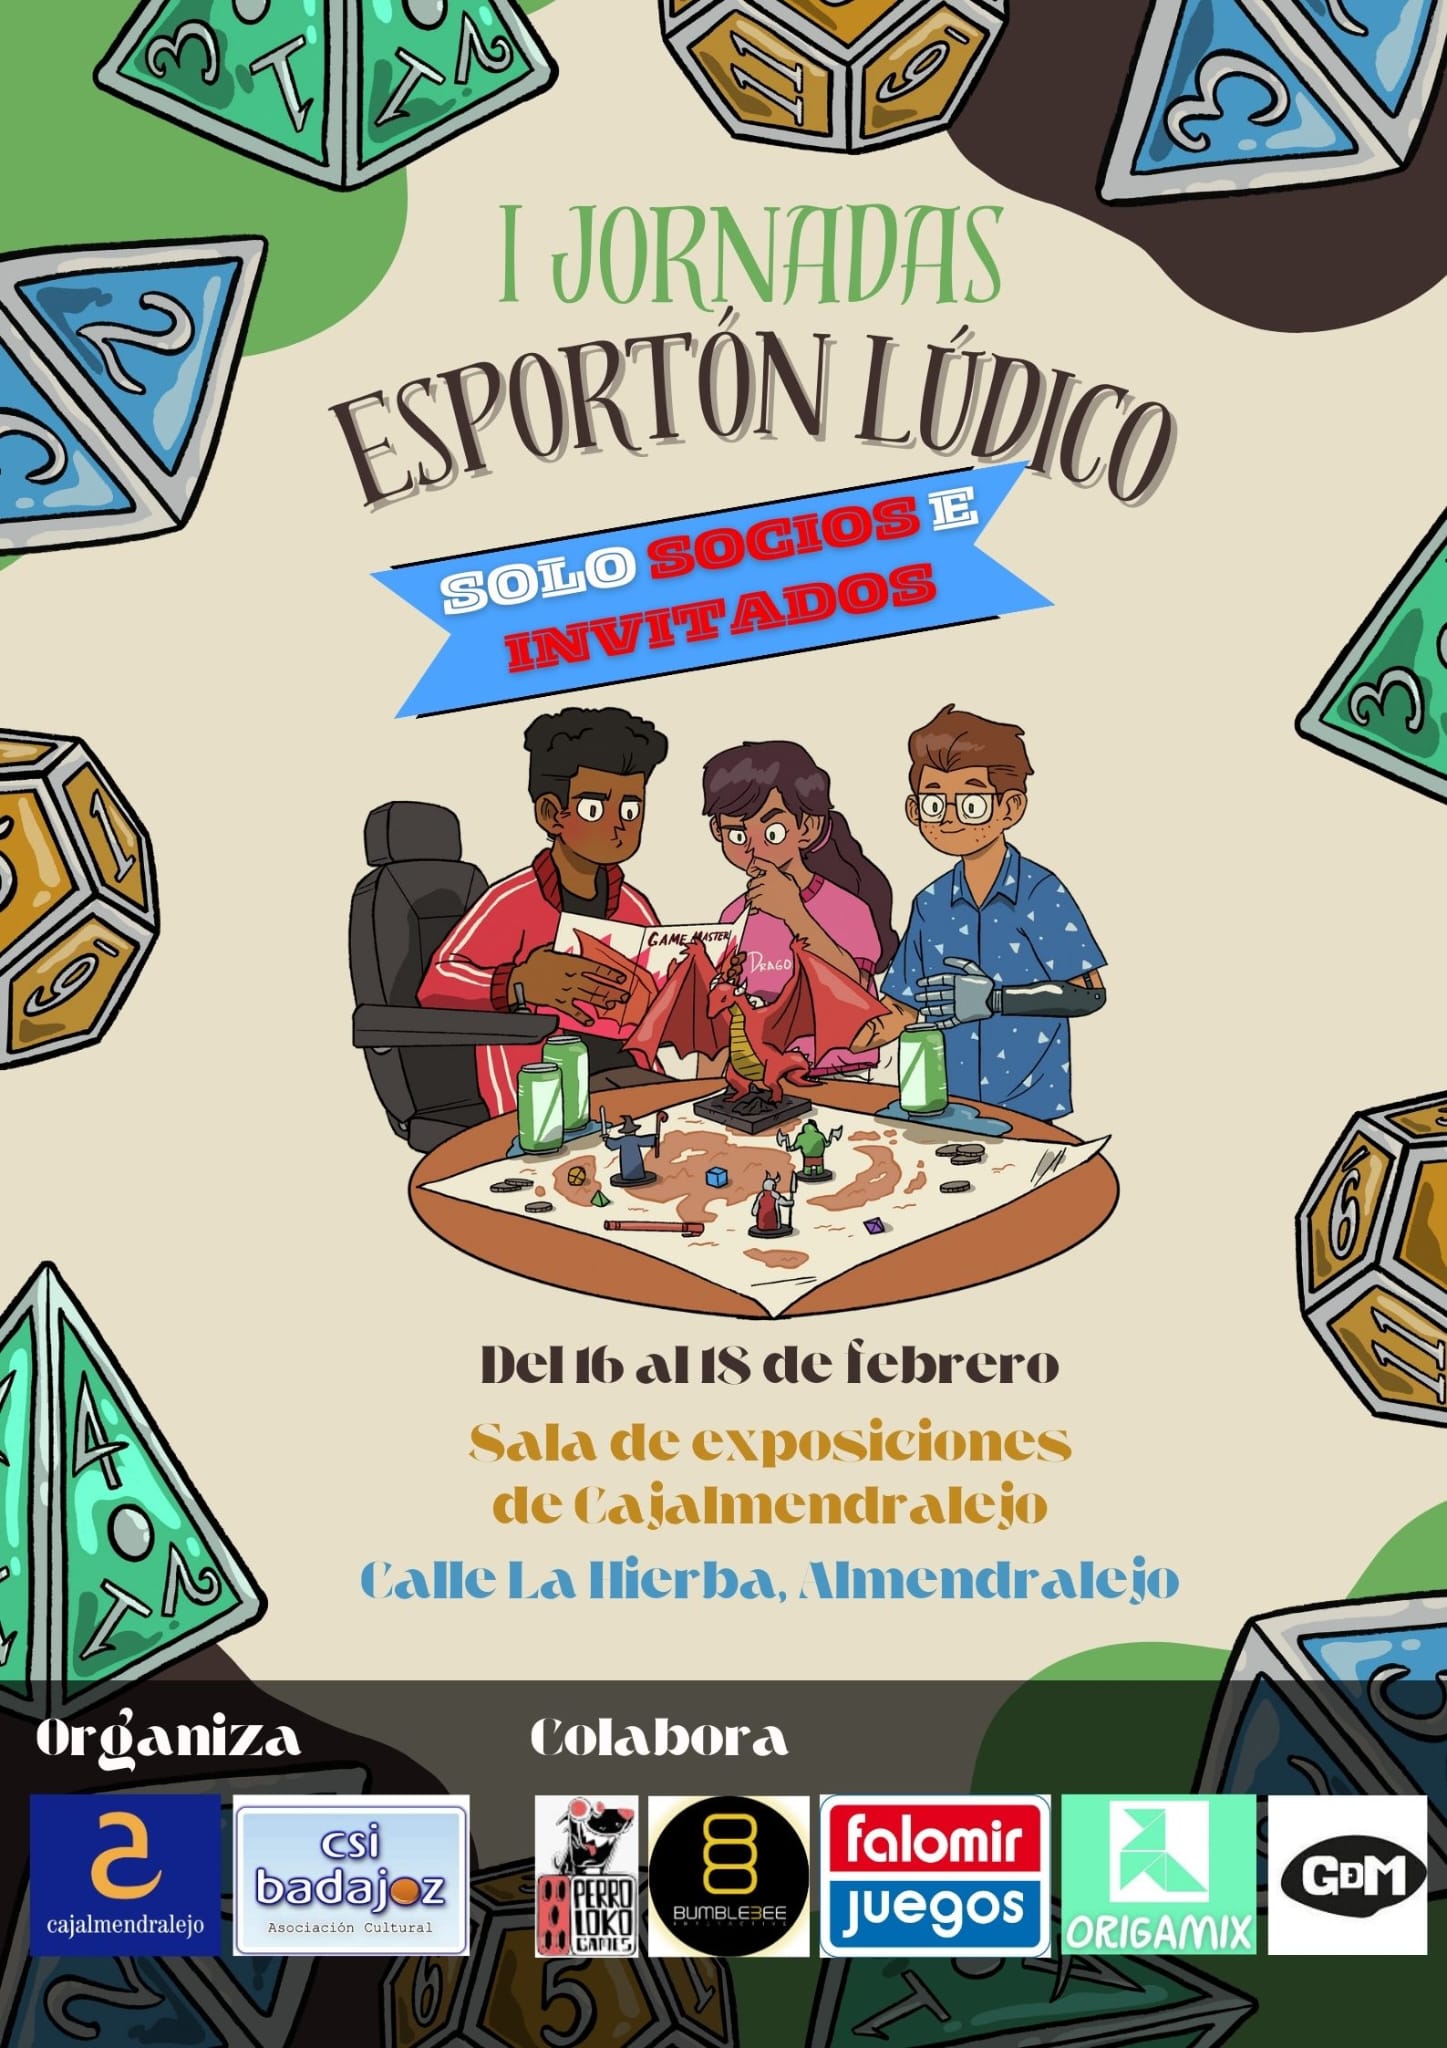 I JORNADAS
ESPORTÓN LÚDICO
SOLO SOCIOS E
INVITADOS
GAME MASTER
DRAGO
Del 16 al 18 de febrero
Sala de exposiciones
de Cajalmendralejo
Calle La Hierba, Almendralejo
Organiza
Colabora
cajalmendralejo
csi
badajoz
Asociación Cultural
PERRO
LOKO
GAMES
BUMBLEBEE
falomir
juegos
ORIGAMIX
GDM